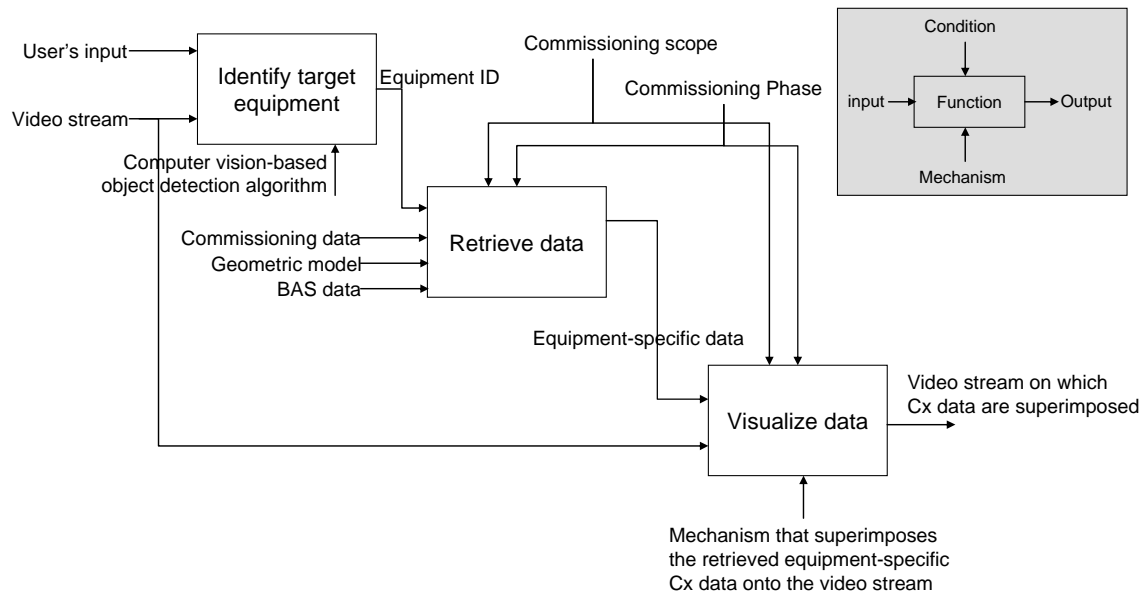 Commissioning scope
Condition
User's input
Identify target
equipment
Equipment ID
Commissioning Phase
input
Function
Output
Video stream
Computer vision-based
object detection algorithm
Mechanism
Commissioning data
Retrieve data
Geometric model
BAS data
Equipment-specific data
Video stream on which
Cx data are superimposed
Visualize data
Mechanism that superimposes
the retrieved equipment-specific
Cx data onto the video stream